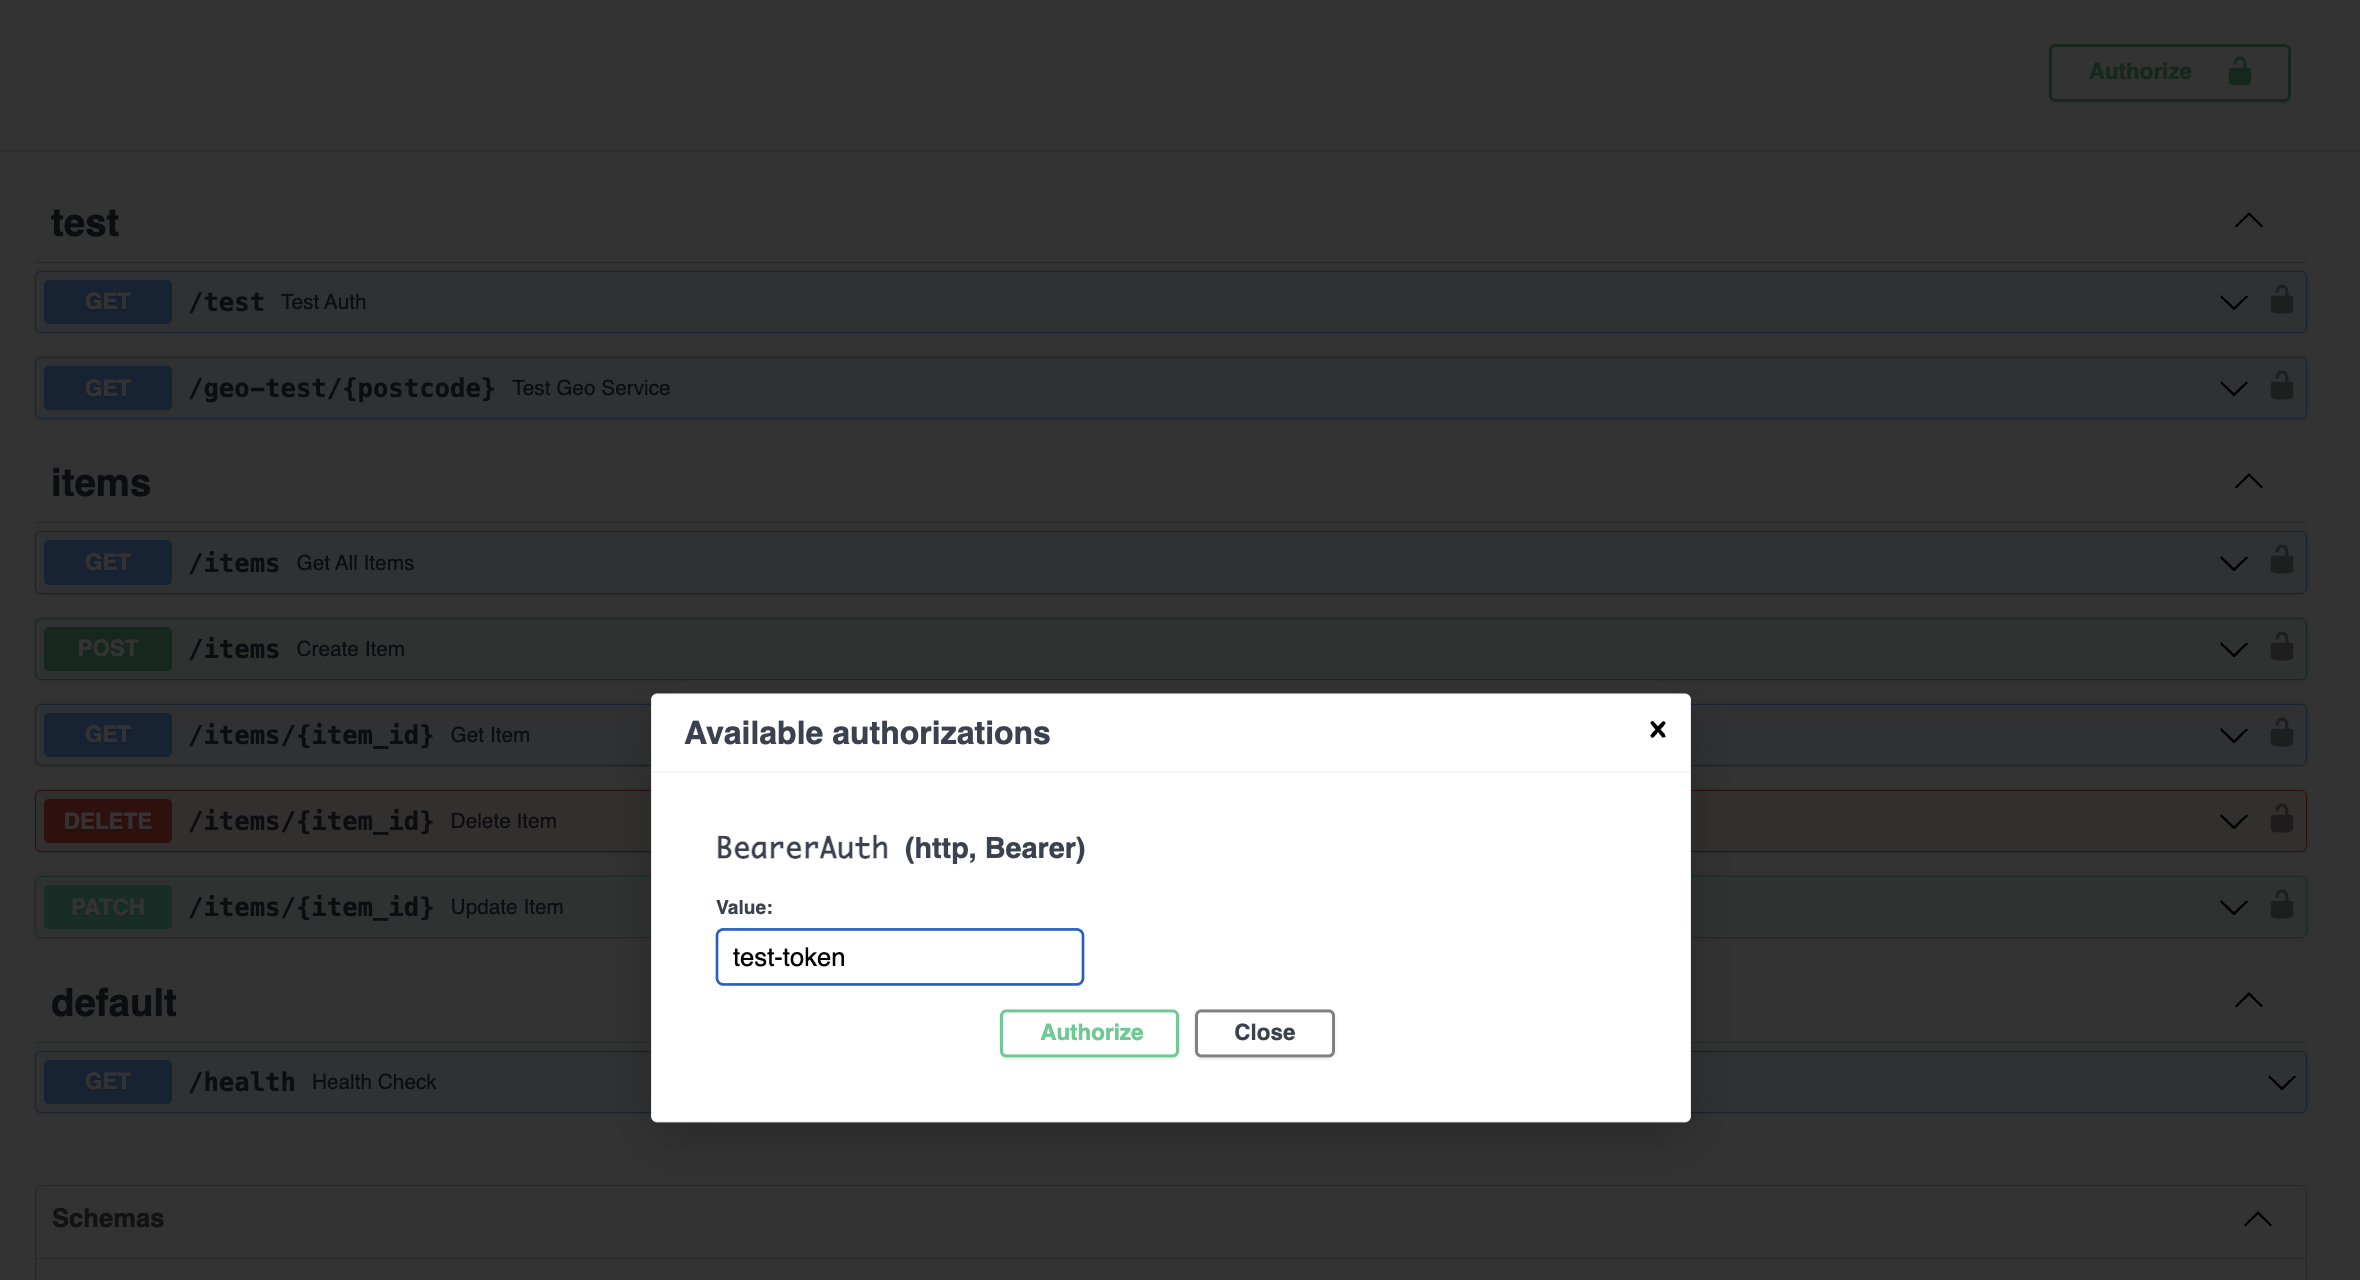 Authorize
test
GET /test Test Auth
GET /geo-test/{postcode} Test Geo Service
items
GET /items Get All Items
POST /items Create Item
GET /items/{item_id} Get Item
DELETE /items/{item_id} Delete Item
PATCH /items/{item_id} Update Item
default
GET /health Health Check
Schemas
Available authorizations
BearerAuth (http, Bearer)
Value:
test-token
Authorize Close